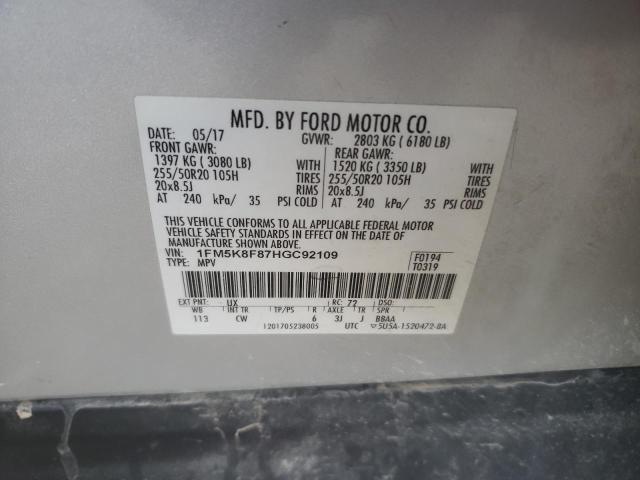 MFD. BY FORD MOTOR CO.
DATE: 05/17 GVWR: 2803 KG ( 6180 LB)
FRONT GAWR: REAR GAWR:
1397 KG ( 3080 LB) WITH 1520 KG ( 3350 LB) WITH
255/50R20 105H TIRES 255/50R20 105H TIRES
20x8.5J RIMS 20x8.5J RIMS
AT 240 kPa/ 35 PSI COLD AT 240 kPa/ 35 PSI COLD
THIS VEHICLE CONFORMS TO ALL APPLICABLE FEDERAL MOTOR
VEHICLE SAFETY STANDARDS IN EFFECT ON THE DATE OF
MANUFACTURE SHOWN ABOVE.
VIN: 1FM5K8F87HGC92109 F0194
TYPE: MPV T0319
EXT PNT: UX RC: 72 DSO:
WB INT TR TP/PS R AXLE TR SPR
113 CW 6 3J J BBAA
1201705238005 UTC 5U5A-1520472-BA